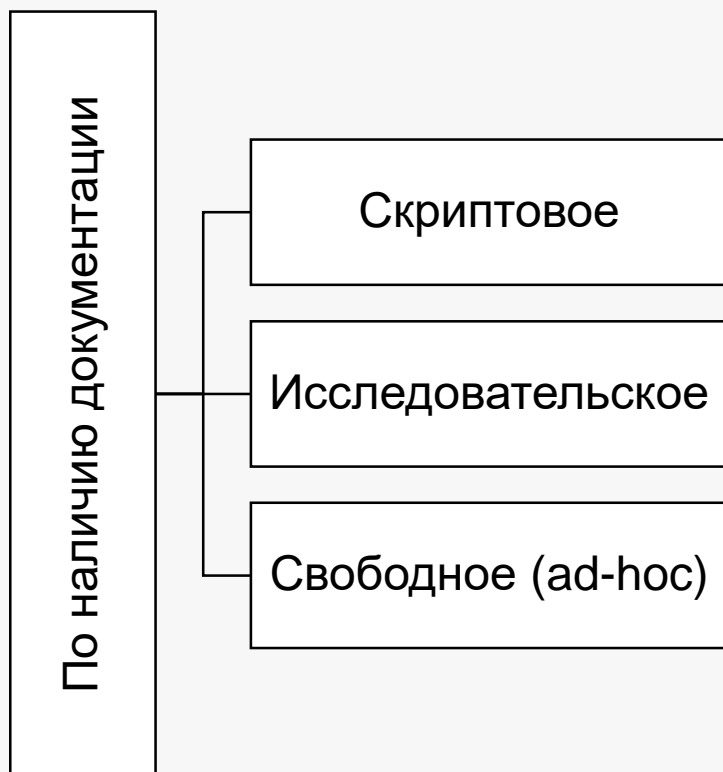 По наличию документации
Скриптовое
Исследовательское
Свободное (ad-hoc)